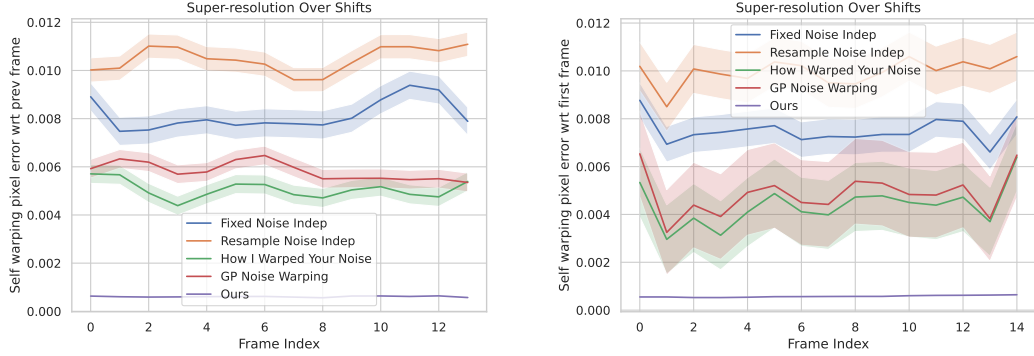 Super-resolution Over Shifts
Self warping pixel error wrt prev frame
0.012
0.010
0.008
0.006
0.004
0.002
0.000
Fixed Noise Indep
Resample Noise Indep
How I Warped Your Noise
GP Noise Warping
Ours
0 2 4 6 8 10 12
Frame Index
Super-resolution Over Shifts
Self warping pixel error wrt first frame
0.012
0.010
0.008
0.006
0.004
0.002
0.000
Fixed Noise Indep
Resample Noise Indep
How I Warped Your Noise
GP Noise Warping
Ours
0 2 4 6 8 10 12 14
Frame Index